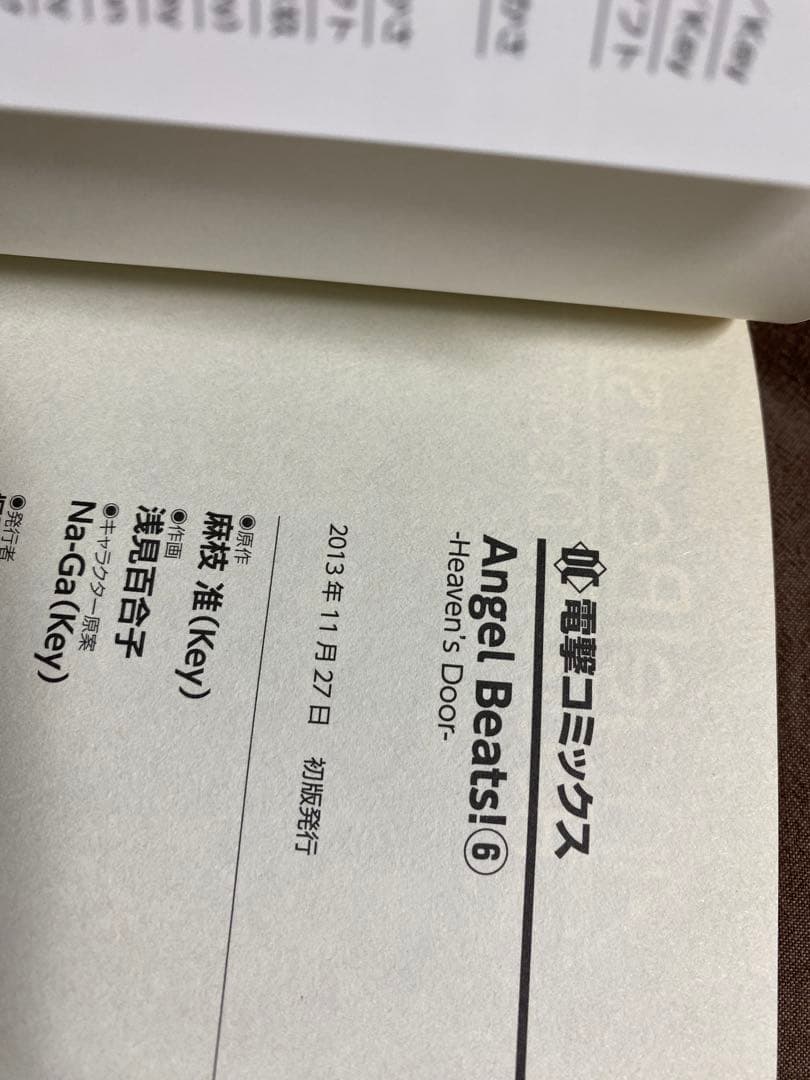 電撃コミックス
Angel Beats!⑥
-Heaven's Door-
2013年11月27日 初版発行
◉原作
麻枝 准(Key)
◉作画
浅見百合子
◉キャラクター原案
Na-Ga(Key)
◉発行者